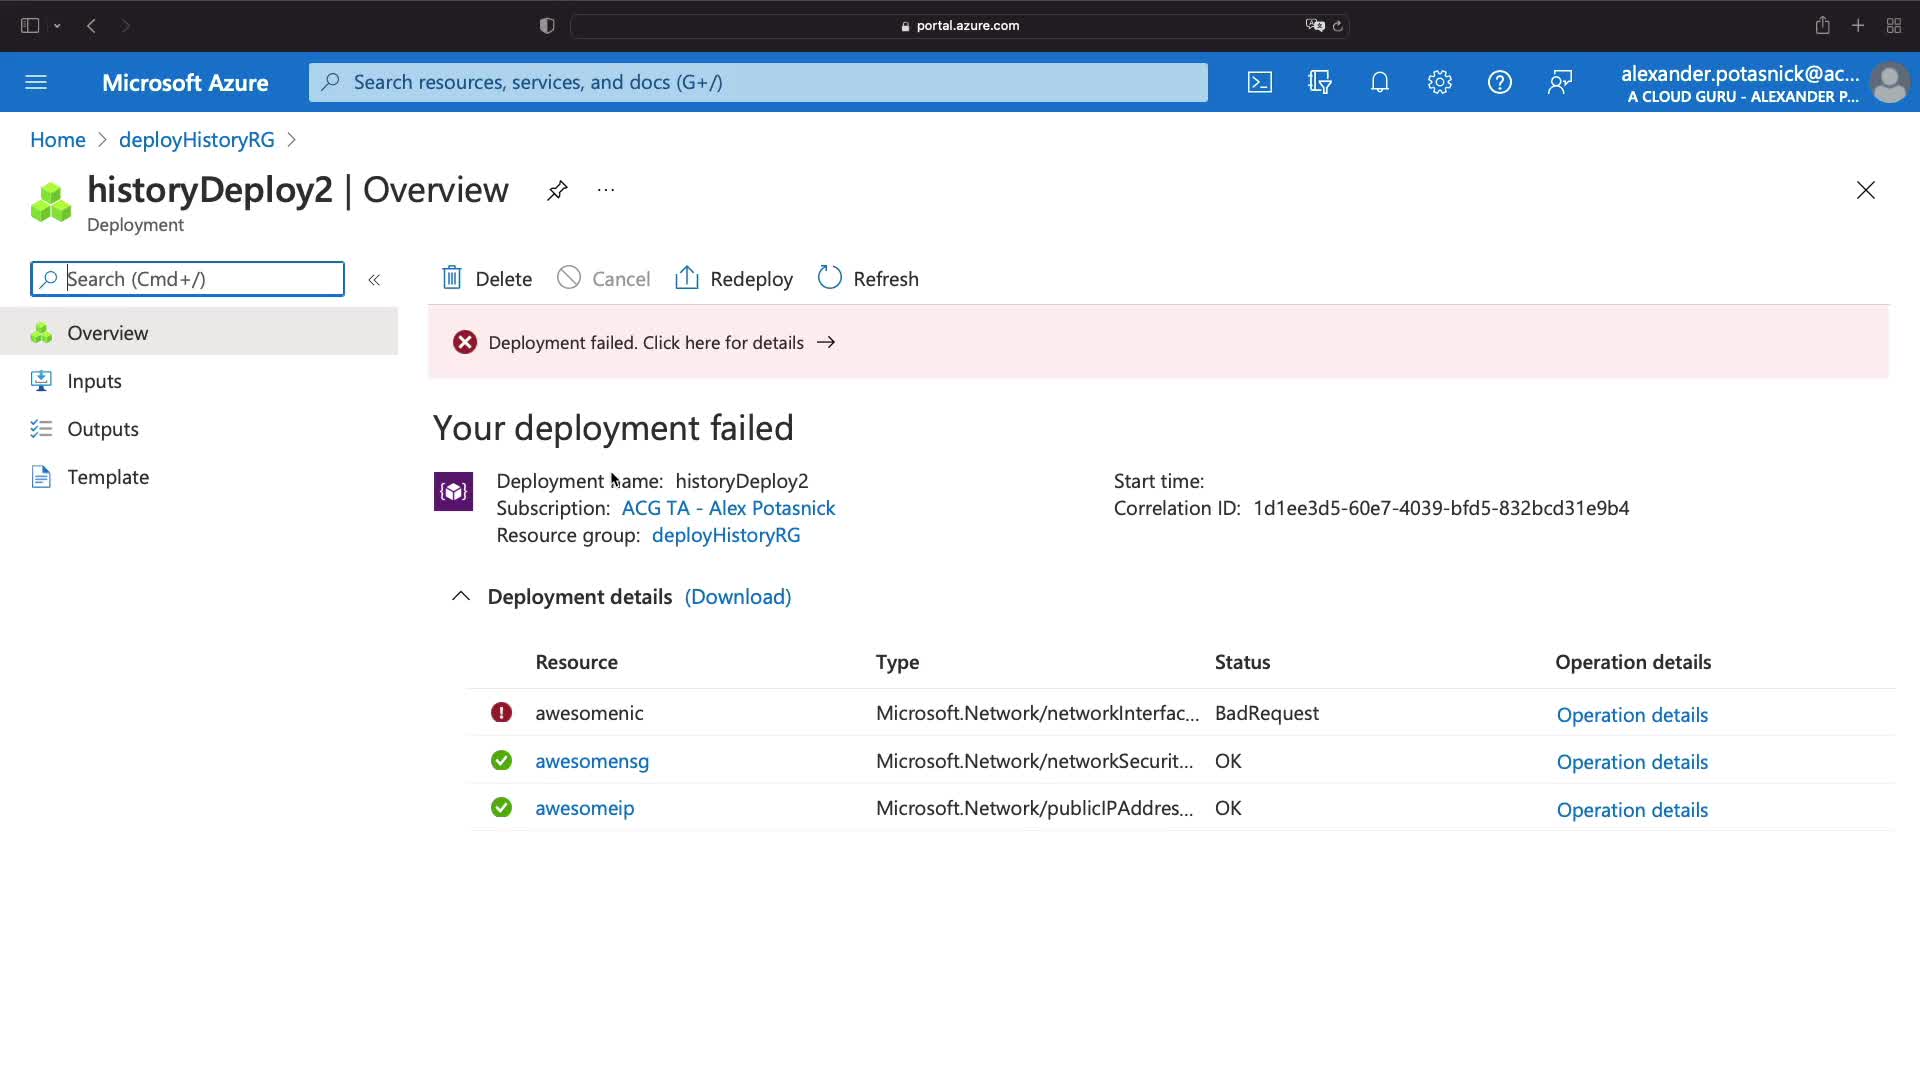 portal.azure.com
Microsoft Azure
Search resources, services, and docs (G+/)
alexander.potasnick@ac...
A CLOUD GURU - ALEXANDER P...
Home
deployHistoryRG
historyDeploy2 | Overview
...
Deployment
Search (Cmd+/)
Delete
Cancel
Redeploy
Refresh
Overview
Inputs
Outputs
Template
Deployment failed. Click here for details →
Your deployment failed
Deployment name: historyDeploy2
Subscription: ACG TA - Alex Potasnick
Resource group: deployHistoryRG
Start time:
Correlation ID: 1d1ee3d5-60e7-4039-bfd5-832bcd31e9b4
Deployment details (Download)
Resource Type Status Operation details
awesomenic Microsoft.Network/networkInterfac... BadRequest Operation details
awesomensg Microsoft.Network/networkSecurit... OK Operation details
awesomeip Microsoft.Network/publicIPAddres... OK Operation details